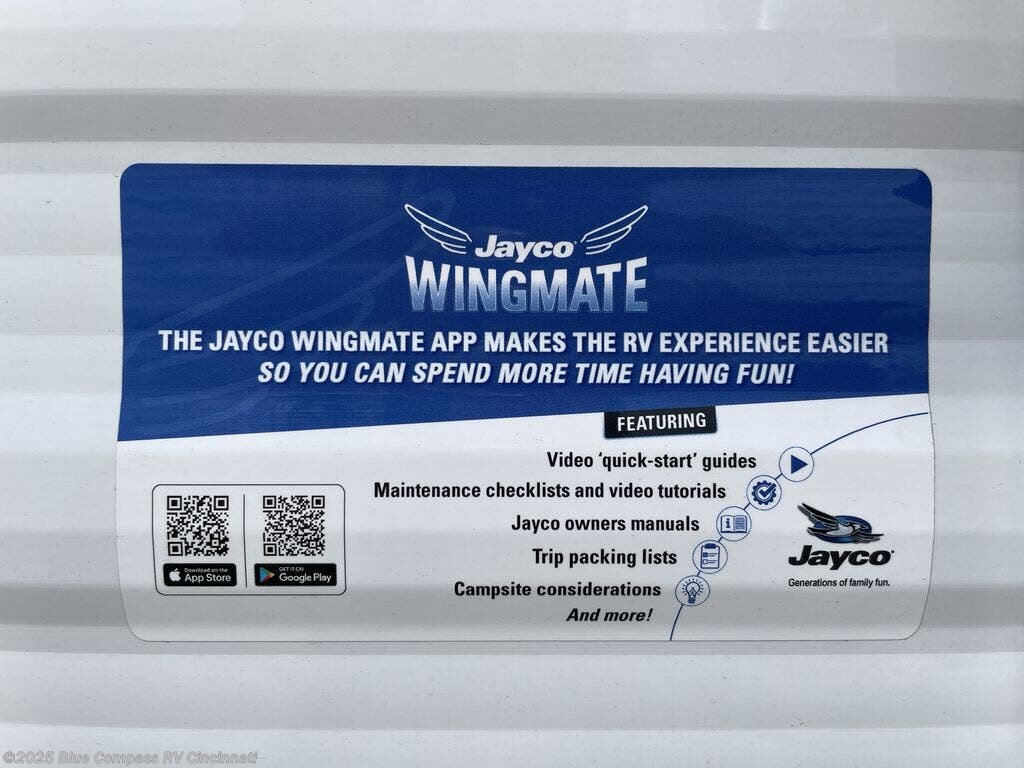 Jayco
WINGMATE
THE JAYCO WINGMATE APP MAKES THE RV EXPERIENCE EASIER
SO YOU CAN SPEND MORE TIME HAVING FUN!
FEATURING
Video ‘quick-start’ guides
Maintenance checklists and video tutorials
Jayco owners manuals
Trip packing lists
Campsite considerations
And more!
Download on the
App Store
GET IT ON
Google Play
Jayco
Generations of family fun.
©2025 Blue Compass RV Cincinnati